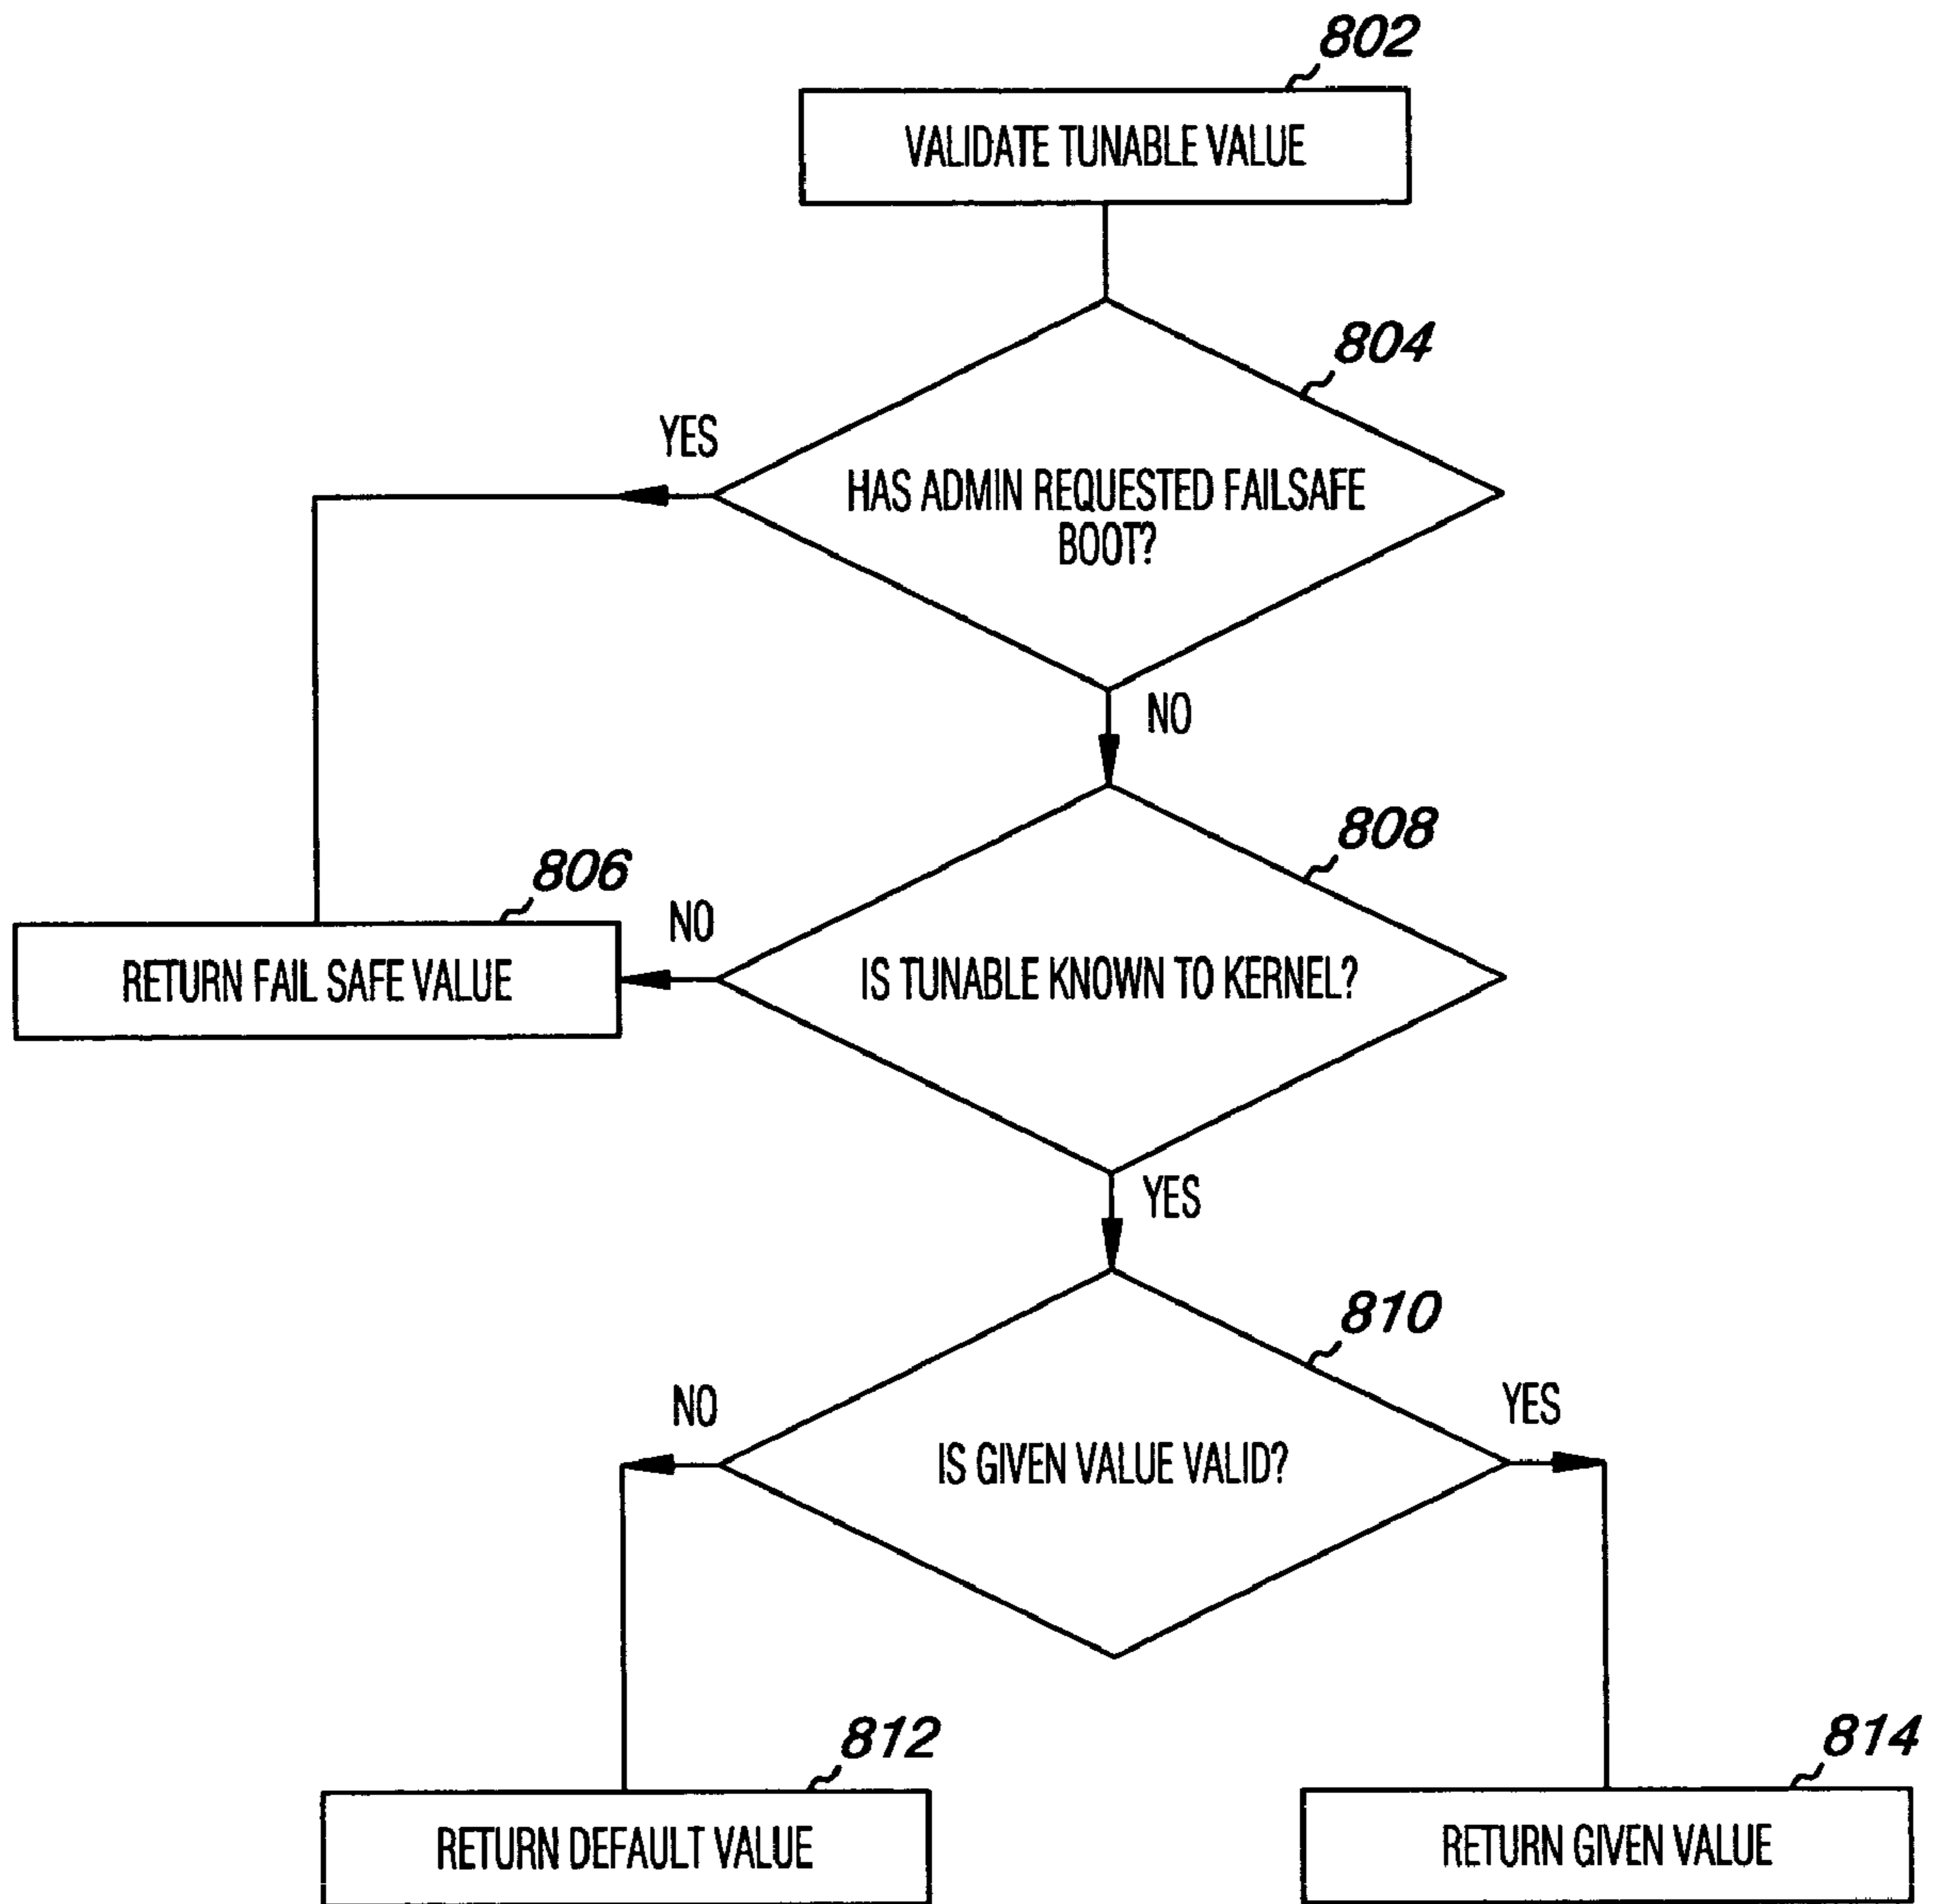 802
VALIDATE TUNABLE VALUE
804
YES
HAS ADMIN REQUESTED FAILSAFE
BOOT?
NO
808
806
NO
RETURN FAIL SAFE VALUE
IS TUNABLE KNOWN TO KERNEL?
YES
810
NO
YES
IS GIVEN VALUE VALID?
812
814
RETURN DEFAULT VALUE
RETURN GIVEN VALUE